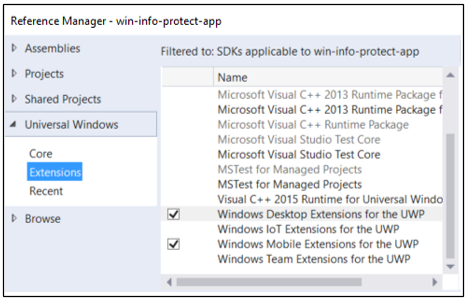 Reference Manager - win-info-protect-app
Assemblies
Projects
Shared Projects
Universal Windows
Core
Extensions
Recent
Browse
Filtered to: SDKs applicable to win-info-protect-app
Name
Microsoft Visual C++ 2013 Runtime Package f
Microsoft Visual C++ 2013 Runtime Package f
Microsoft Visual C++ Runtime Package
Microsoft Visual Studio Test Core
Microsoft Visual Studio Test Core
MSTest for Managed Projects
MSTest for Managed Projects
Visual C++ 2015 Runtime for Universal Windo
Windows Desktop Extensions for the UWP
Windows IoT Extensions for the UWP
Windows Mobile Extensions for the UWP
Windows Team Extensions for the UWP